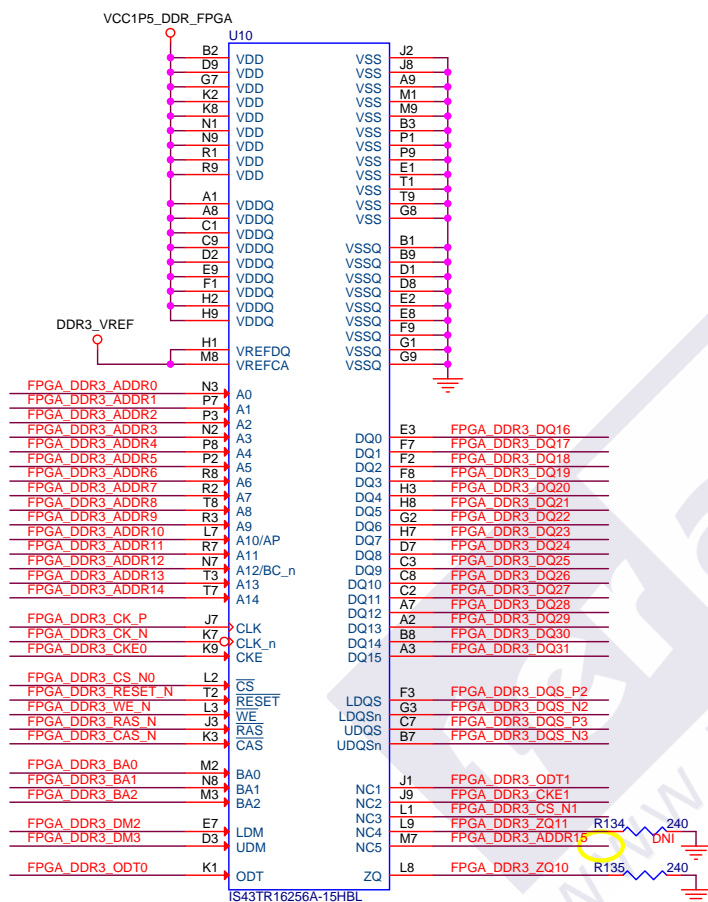 VCC1P5_DDR_FPGA
U10
B2 VDD VSS J2
D9 VDD VSS J8
G7 VDD VSS A9
K2 VDD VSS M1
K8 VDD VSS M9
N1 VDD VSS B3
N9 VDD VSS P1
R1 VDD VSS P9
R9 VDD VSS E1
VSS T1
A1 VDDQ VSS T9
A8 VDDQ VSS G8
C1 VDDQ
C9 VDDQ VSSQ B1
D2 VDDQ VSSQ B9
E9 VDDQ VSSQ D1
F1 VDDQ VSSQ D8
H2 VDDQ VSSQ E2
H9 VDDQ VSSQ E8
DDR3_VREF
VSSQ F9
H1 VREFDQ VSSQ G1
M8 VREFCA VSSQ G9
FPGA_DDR3_ADDR0 N3 A0
FPGA_DDR3_ADDR1 P7 A1
FPGA_DDR3_ADDR2 P3 A2
FPGA_DDR3_ADDR3 N2 A3 DQ0 E3 FPGA_DDR3_DQ16
FPGA_DDR3_ADDR4 P8 A4 DQ1 F7 FPGA_DDR3_DQ17
FPGA_DDR3_ADDR5 P2 A5 DQ2 F2 FPGA_DDR3_DQ18
FPGA_DDR3_ADDR6 R8 A6 DQ3 F8 FPGA_DDR3_DQ19
FPGA_DDR3_ADDR7 R2 A7 DQ4 H3 FPGA_DDR3_DQ20
FPGA_DDR3_ADDR8 T8 A8 DQ5 H8 FPGA_DDR3_DQ21
FPGA_DDR3_ADDR9 R3 A9 DQ6 G2 FPGA_DDR3_DQ22
FPGA_DDR3_ADDR10 L7 A10/AP DQ7 H7 FPGA_DDR3_DQ23
FPGA_DDR3_ADDR11 R7 A11 DQ8 D7 FPGA_DDR3_DQ24
FPGA_DDR3_ADDR12 N7 A12/BC_n DQ9 C3 FPGA_DDR3_DQ25
FPGA_DDR3_ADDR13 T3 A13 DQ10 C8 FPGA_DDR3_DQ26
FPGA_DDR3_ADDR14 T7 A14 DQ11 C2 FPGA_DDR3_DQ27
DQ12 A7 FPGA_DDR3_DQ28
FPGA_DDR3_CK_P J7 CLK DQ13 A2 FPGA_DDR3_DQ29
FPGA_DDR3_CK_N K7 CLK_n DQ14 B8 FPGA_DDR3_DQ30
FPGA_DDR3_CKE0 K9 CKE DQ15 A3 FPGA_DDR3_DQ31
FPGA_DDR3_CS_N0 L2 CS
FPGA_DDR3_RESET_N T2 RESET LDQS F3 FPGA_DDR3_DQS_P2
FPGA_DDR3_WE_N L3 WE LDQSn G3 FPGA_DDR3_DQS_N2
FPGA_DDR3_RAS_N J3 RAS UDQS C7 FPGA_DDR3_DQS_P3
FPGA_DDR3_CAS_N K3 CAS UDQSn B7 FPGA_DDR3_DQS_N3
FPGA_DDR3_BA0 M2 BA0
FPGA_DDR3_BA1 N8 BA1 NC1 J1 FPGA_DDR3_ODT1
FPGA_DDR3_BA2 M3 BA2 NC2 J9 FPGA_DDR3_CKE1
NC3 L1 FPGA_DDR3_CS_N1
FPGA_DDR3_DM2 E7 LDM NC4 L9 FPGA_DDR3_ZQ11 R134 240
FPGA_DDR3_DM3 D3 UDM NC5 M7 FPGA_DDR3_ADDR15 DNI
FPGA_DDR3_ODT0 K1 ODT ZQ L8 FPGA_DDR3_ZQ10 R135 240
IS43TR16256A-15HBL